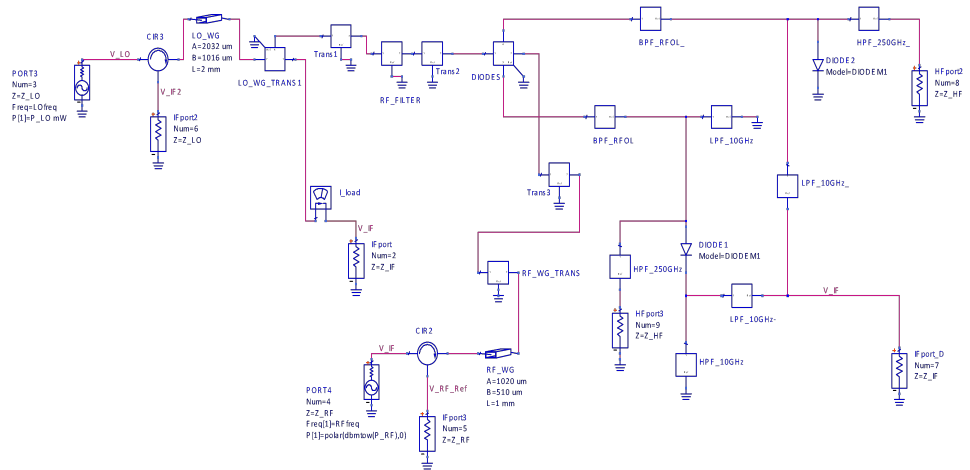 CIR3
V_LO
PORT3
Num=3
Z=Z_LO
Freq=LOfreq
P[1]=P_LO mW
V_IF2
IFport2
Num=6
Z=Z_LO
LO_WG
A=2032 um
B=1016 um
L=2 mm
LO_WG_TRANS1
Trans1
RF_FILTER
Trans2
DIODES
BPF_RFOL_
DIODE2
Model=DIODEM1
HPF_250GHz_
HFport2
Num=8
Z=Z_HF
BPF_RFOL
LPF_10GHz
LPF_10GHz_
Trans3
I_load
V_IF
IFport
Num=2
Z=Z_IF
RF_WG_TRANS
HPF_250GHz
DIODE1
Model=DIODEM1
HFport3
Num=9
Z=Z_HF
LPF_10GHz-
V_IF
HPF_10GHz
IFport_D
Num=7
Z=Z_IF
CIR2
V_IF
PORT4
Num=4
Z=Z_RF
Freq[1]=RFfreq
P[1]=polar(dbmtow(P_RF),0)
V_RF_Ref
IFport3
Num=5
Z=Z_RF
RF_WG
A=1020 um
B=510 um
L=1 mm